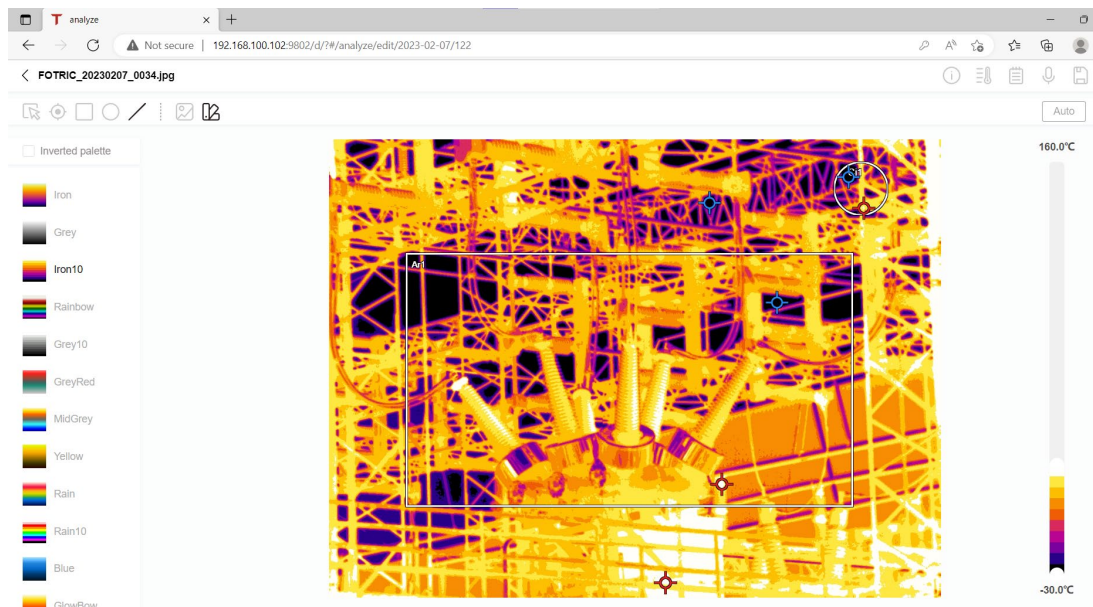 analyze
Not secure | 192.168.100.102:9802/d/?#/analyze/edit/2023-02-07/122
FOTRIC_20230207_0034.jpg
Auto
Inverted palette
160.0℃
Iron
Grey
Iron10
Ar1
Rainbow
Grey10
GreyRed
MidGrey
Yellow
Rain
Rain10
Blue
GlowBow
-30.0℃